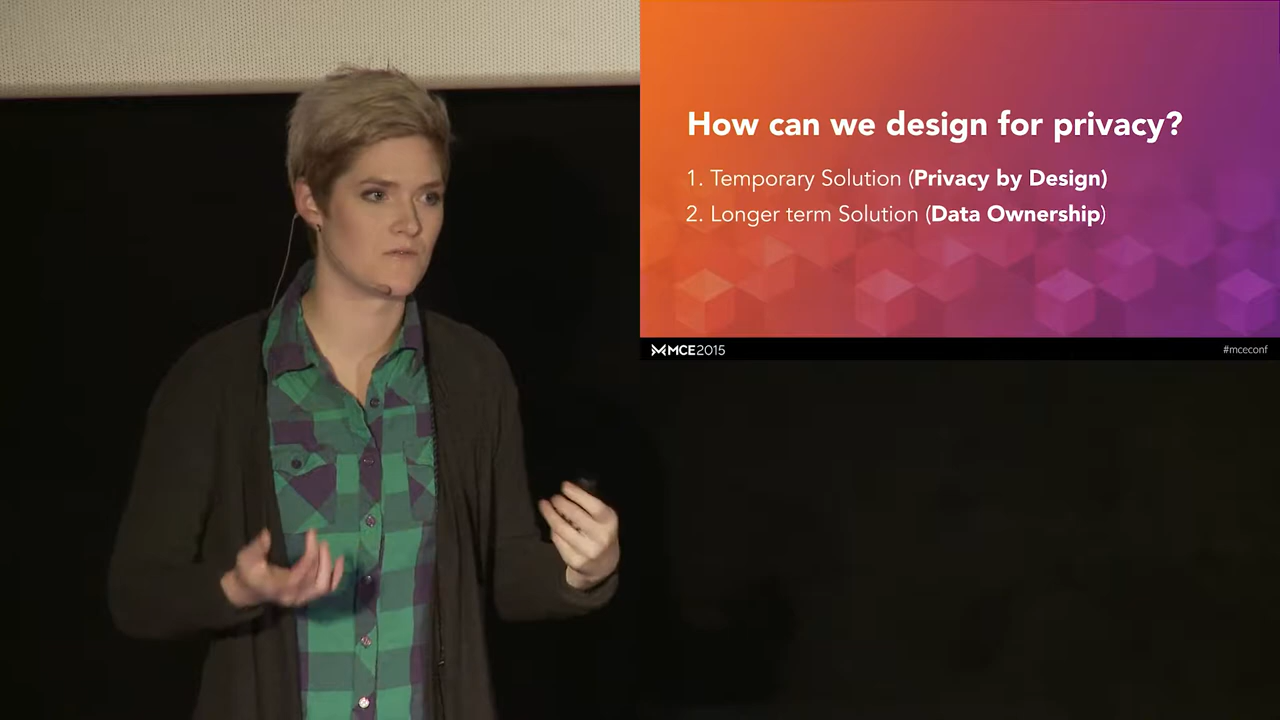 How can we design for privacy?
1. Temporary Solution (Privacy by Design)
2. Longer term Solution (Data Ownership)
MCE2015
#mceconf